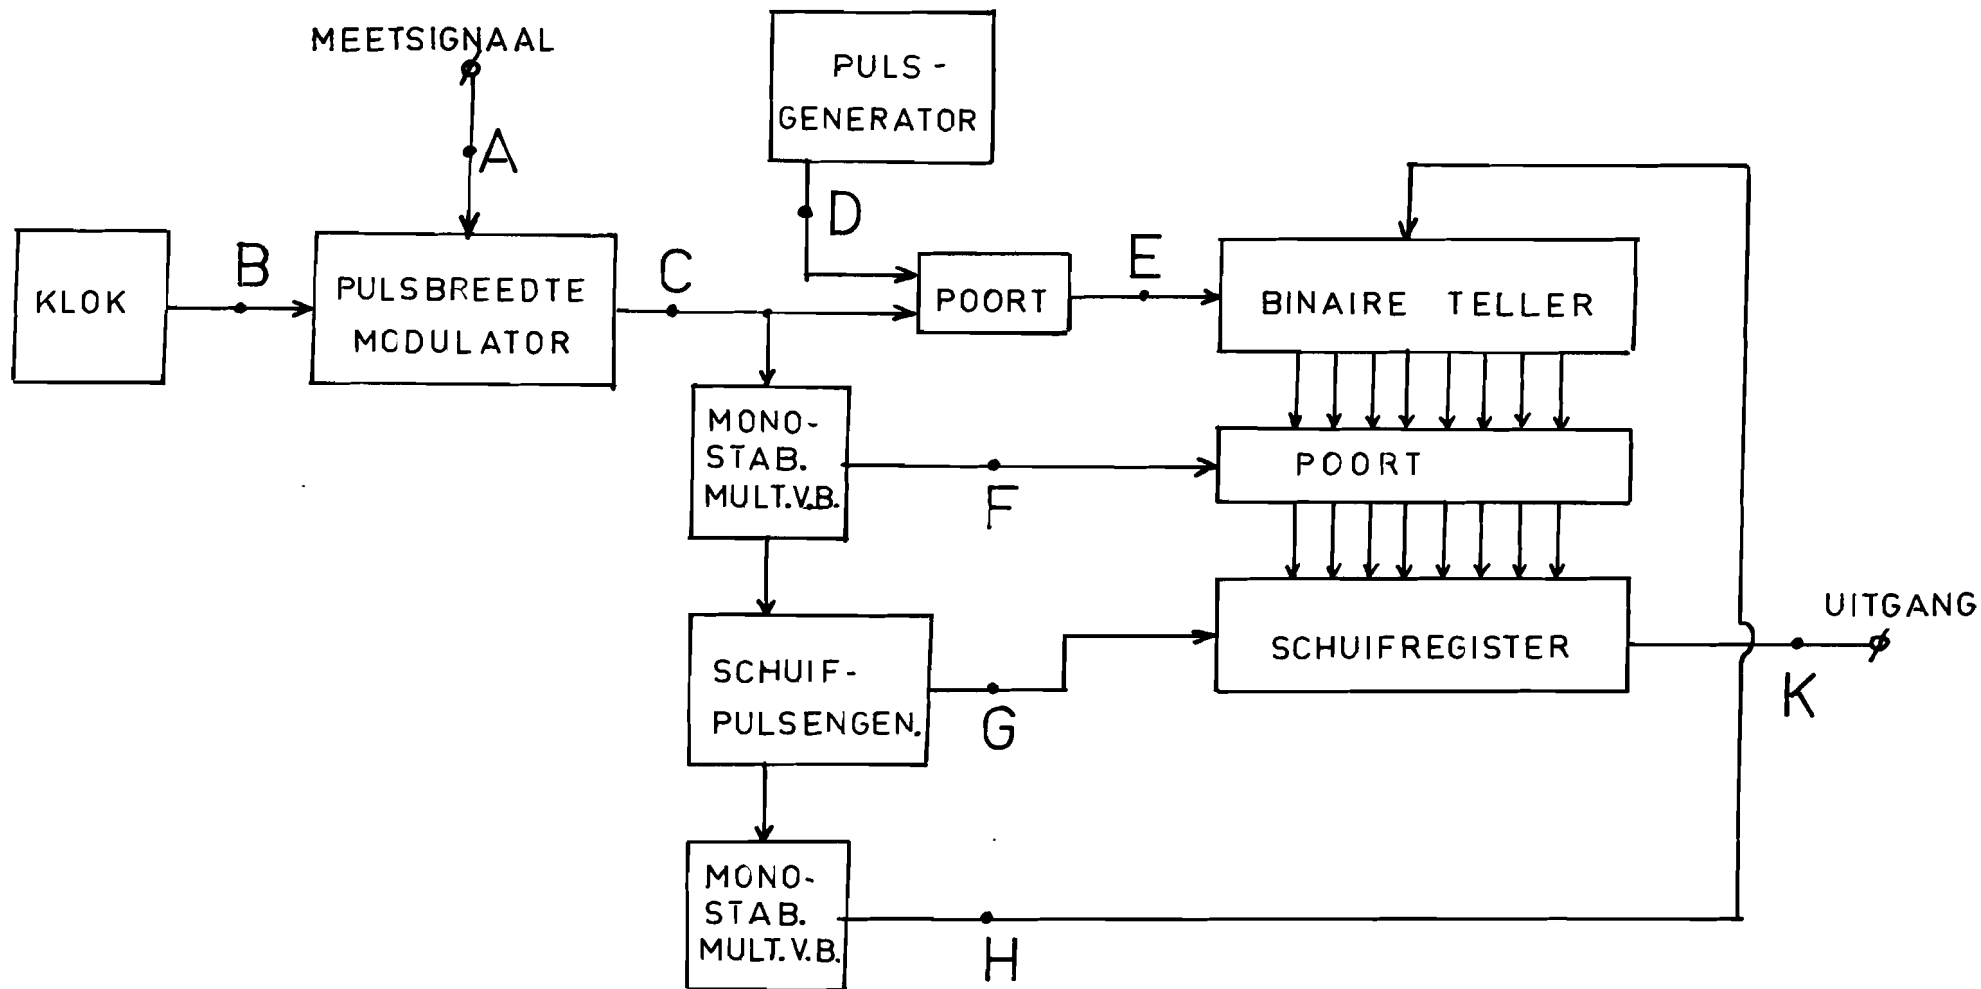 MEETSIGNAAL
A
PULS-
GENERATOR
D
KLOK
B
PULSBREEDTE
MODULATOR
C
POORT
E
BINAIRE TELLER
MONO-
STAB.
MULT.V.B.
F
POORT
SCHUIF-
PULSENGEN.
G
SCHUIFREGISTER
UITGANG
K
MONO-
STAB.
MULT.V.B.
H